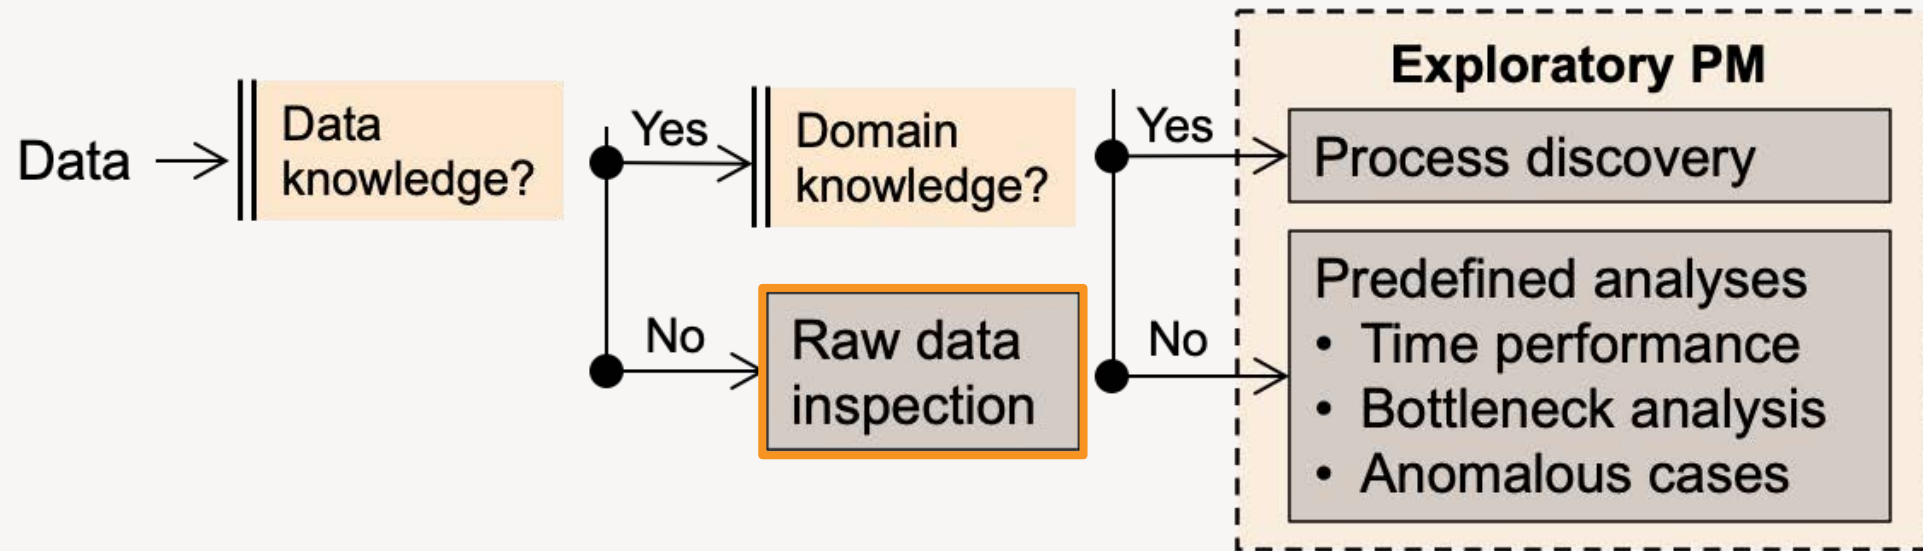 Data
Data
knowledge?
Yes
No
Domain
knowledge?
Raw data
inspection
Yes
No
Exploratory PM
Process discovery
Predefined analyses
• Time performance
• Bottleneck analysis
• Anomalous cases